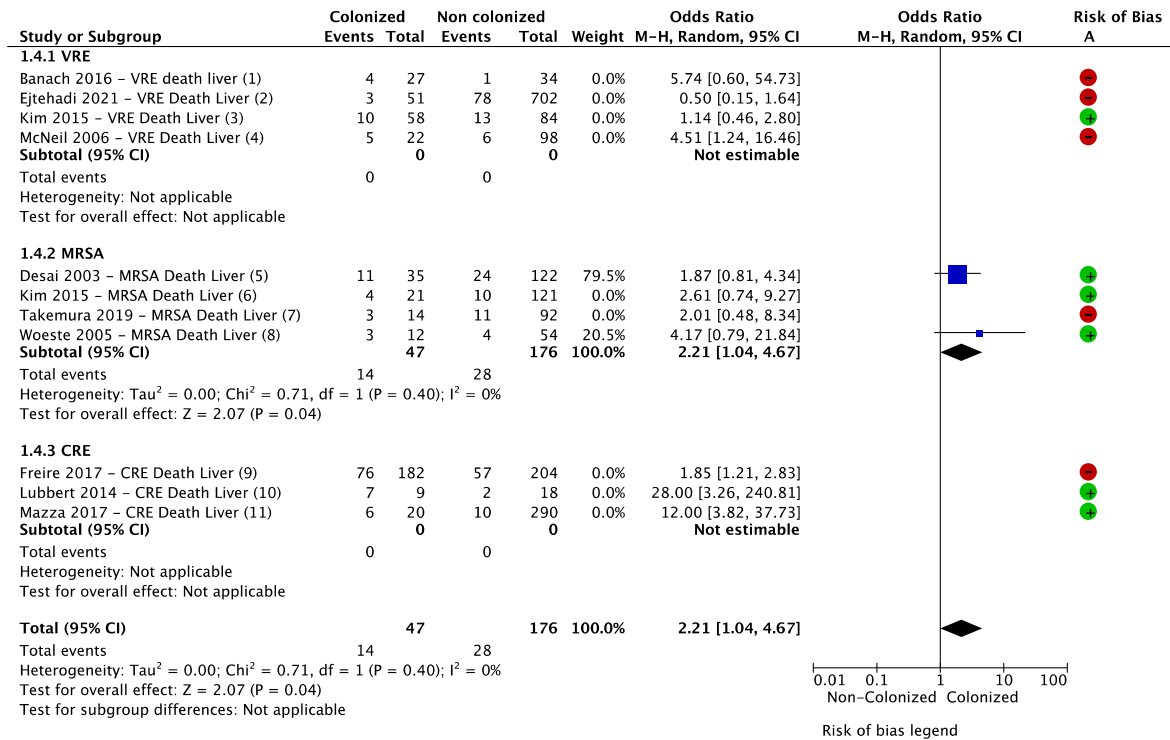 Colonized Non colonized Odds Ratio Odds Ratio Risk of Bias
Study or Subgroup Events Total Events Total Weight M-H, Random, 95% CI M-H, Random, 95% CI A
1.4.1 VRE
Banach 2016 – VRE death liver (1) 4 27 1 34 0.0% 5.74 [0.60, 54.73] –
Ejtehadi 2021 – VRE Death Liver (2) 3 51 78 702 0.0% 0.50 [0.15, 1.64] –
Kim 2015 – VRE Death Liver (3) 10 58 13 84 0.0% 1.14 [0.46, 2.80] +
McNeil 2006 – VRE Death Liver (4) 5 22 6 98 0.0% 4.51 [1.24, 16.46] –
Subtotal (95% CI) 0 0 Not estimable
Total events 0 0
Heterogeneity: Not applicable
Test for overall effect: Not applicable
1.4.2 MRSA
Desai 2003 – MRSA Death Liver (5) 11 35 24 122 79.5% 1.87 [0.81, 4.34] +
Kim 2015 – MRSA Death Liver (6) 4 21 10 121 0.0% 2.61 [0.74, 9.27] +
Takemura 2019 – MRSA Death Liver (7) 3 14 11 92 0.0% 2.01 [0.48, 8.34] –
Woeste 2005 – MRSA Death Liver (8) 3 12 4 54 20.5% 4.17 [0.79, 21.84] +
Subtotal (95% CI) 47 176 100.0% 2.21 [1.04, 4.67]
Total events 14 28
Heterogeneity: Tau² = 0.00; Chi² = 0.71, df = 1 (P = 0.40); I² = 0%
Test for overall effect: Z = 2.07 (P = 0.04)
1.4.3 CRE
Freire 2017 – CRE Death Liver (9) 76 182 57 204 0.0% 1.85 [1.21, 2.83] –
Lubbert 2014 – CRE Death Liver (10) 7 9 2 18 0.0% 28.00 [3.26, 240.81] +
Mazza 2017 – CRE Death Liver (11) 6 20 10 290 0.0% 12.00 [3.82, 37.73] +
Subtotal (95% CI) 0 0 Not estimable
Total events 0 0
Heterogeneity: Not applicable
Test for overall effect: Not applicable
Total (95% CI) 47 176 100.0% 2.21 [1.04, 4.67]
Total events 14 28
Heterogeneity: Tau² = 0.00; Chi² = 0.71, df = 1 (P = 0.40); I² = 0%
Test for overall effect: Z = 2.07 (P = 0.04)
Test for subgroup differences: Not applicable
0.01 0.1 1 10 100
Non-Colonized Colonized
Risk of bias legend